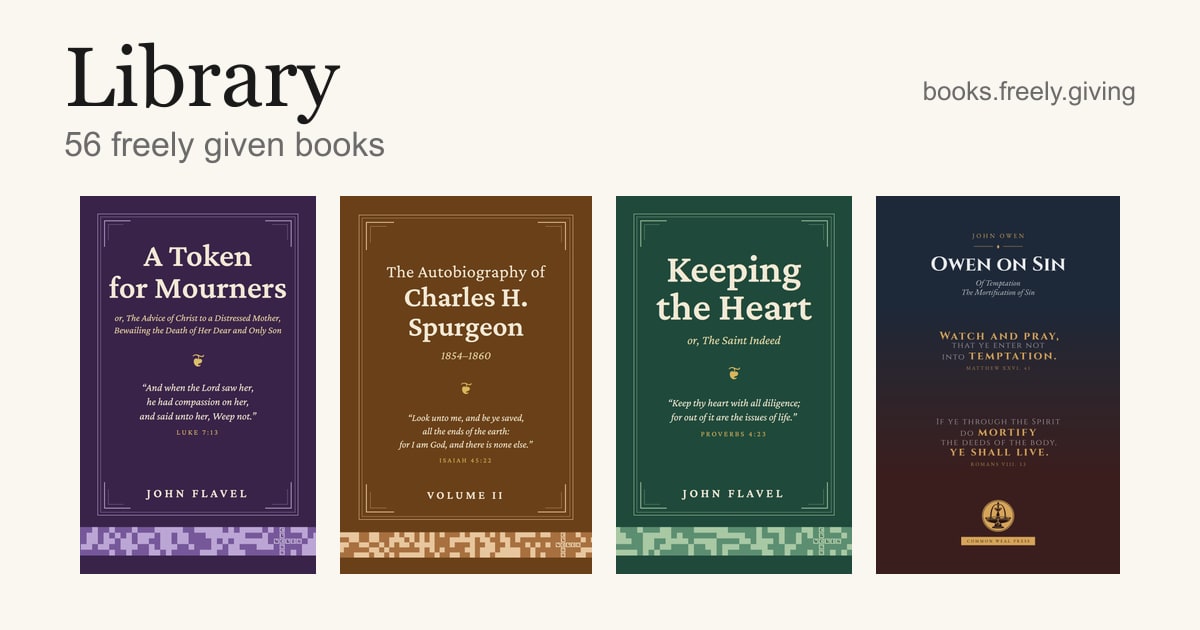 Library
56 freely given books
books.freely.giving
A Token
for Mourners
or, The Advice of Christ to a Distressed Mother,
Bewailing the Death of Her Dear and Only Son
“And when the Lord saw her,
he had compassion on her,
and said unto her, Weep not.”
LUKE 7:13
JOHN FLAVEL
The Autobiography of
Charles H.
Spurgeon
1854–1860
“Look unto me, and be ye saved,
all the ends of the earth:
for I am God, and there is none else.”
ISAIAH 45:22
VOLUME II
Keeping
the Heart
or, The Saint Indeed
“Keep thy heart with all diligence;
for out of it are the issues of life.”
PROVERBS 4:23
JOHN FLAVEL
JOHN OWEN
OWEN ON SIN
Of Temptation
The Mortification of Sin
WATCH AND PRAY,
THAT YE ENTER NOT
INTO TEMPTATION.
MATTHEW XXVI. 41
IF YE THROUGH THE SPIRIT
DO MORTIFY
THE DEEDS OF THE BODY,
YE SHALL LIVE.
ROMANS VIII. 13
COMMON WEAL PRESS